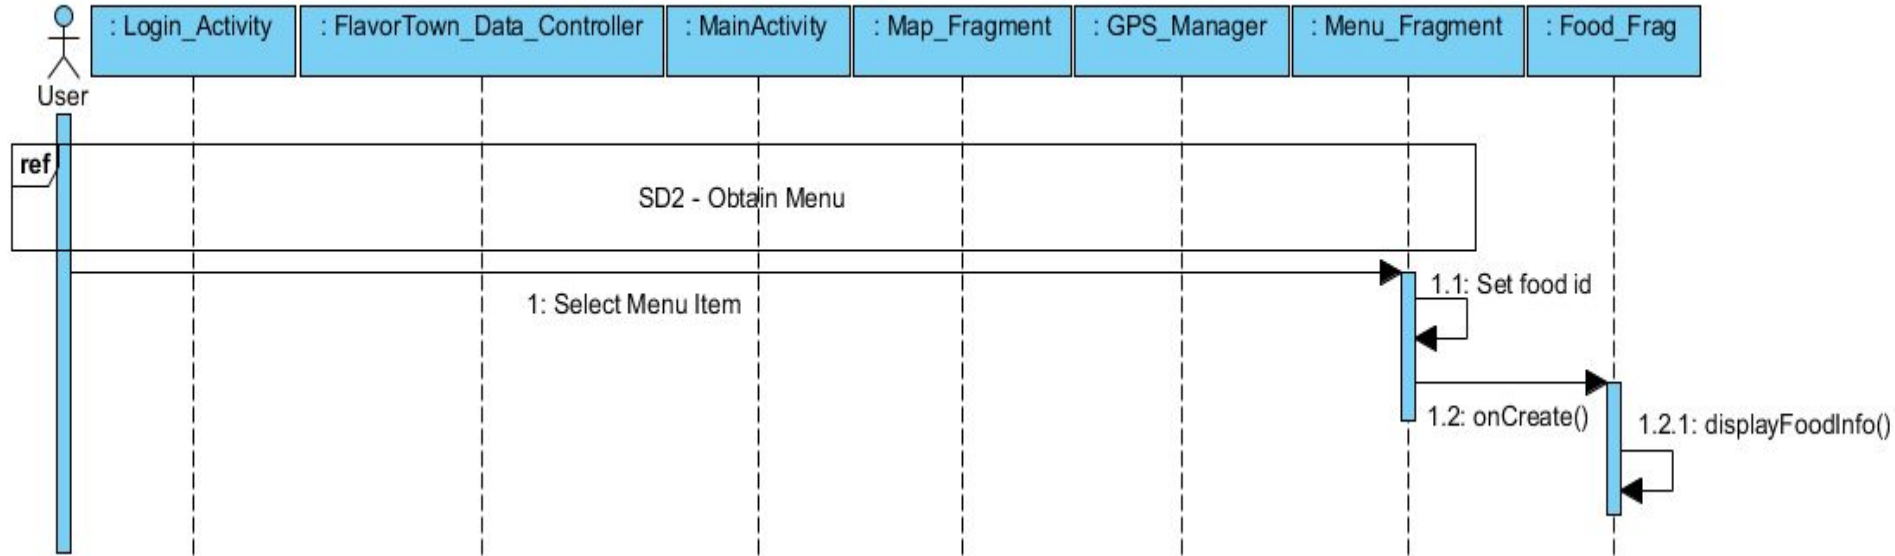 : Login_Activity
: FlavorTown_Data_Controller
: MainActivity
: Map_Fragment
: GPS_Manager
: Menu_Fragment
: Food_Frag
User
ref
SD2 - Obtain Menu
1: Select Menu Item
1.1: Set food id
1.2: onCreate()
1.2.1: displayFoodInfo()